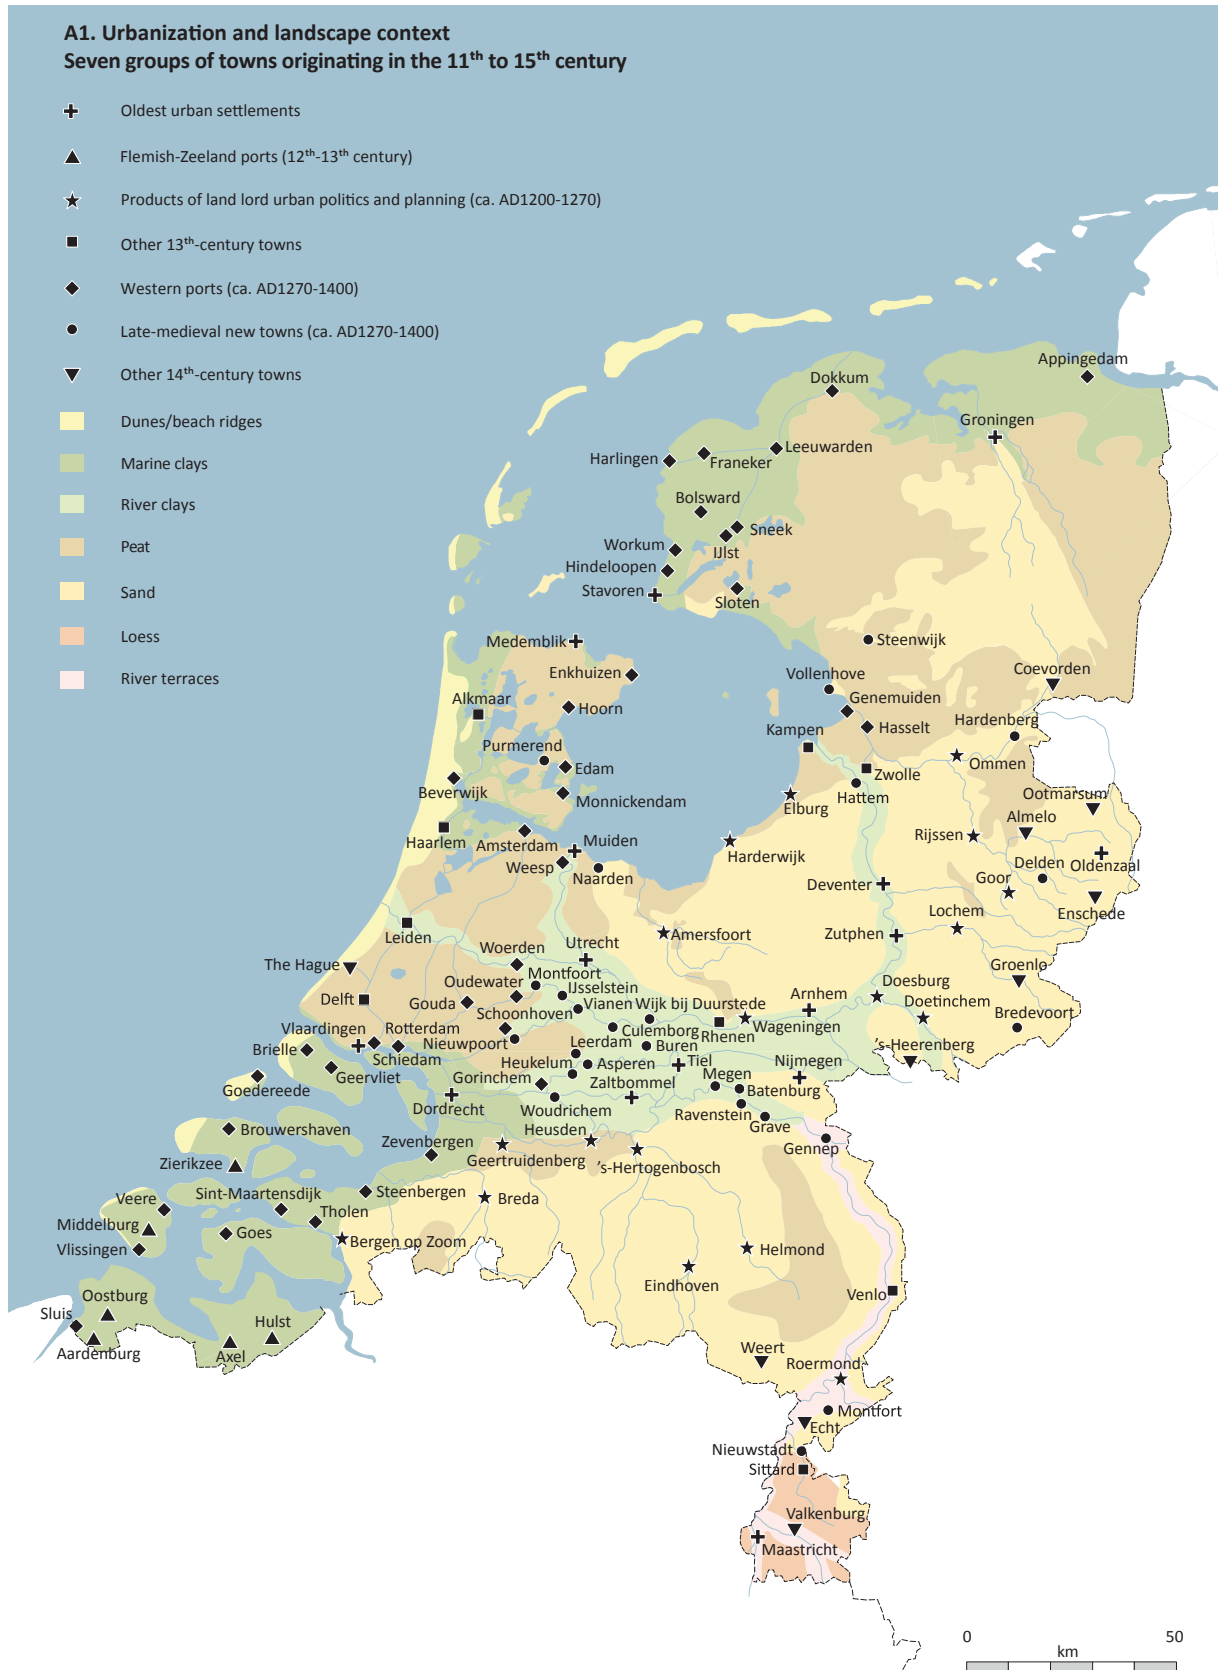 A1. Urbanization and landscape context
Seven groups of towns originating in the 11th to 15th century
Oldest urban settlements
Flemish-Zeeland ports (12th-13th century)
Products of land lord urban politics and planning (ca. AD1200-1270)
Other 13th-century towns
Western ports (ca. AD1270-1400)
Late-medieval new towns (ca. AD1270-1400)
Other 14th-century towns
Dunes/beach ridges
Marine clays
River clays
Peat
Sand
Loess
River terraces
Appingedam
Dokkum
Groningen
Leeuwarden
Harlingen
Franeker
Bolsward
Sneek
IJlst
Workum
Hindeloopen
Stavoren
Sloten
Medemblik
Steenwijk
Enkhuizen
Vollenhove
Coevorden
Alkmaar
Hoorn
Genemuiden
Hasselt
Hardenberg
Kampen
Purmerend
Edam
Zwolle
Ommen
Beverwijk
Monnickendam
Hattem
Elburg
Ootmarsum
Almelo
Haarlem
Amsterdam
Muiden
Harderwijk
Rijssen
Weesp
Naarden
Delden
Oldenzaal
Deventer
Goor
Enschede
Leiden
Lochem
Amersfoort
Zutphen
Woerden
Utrecht
The Hague
Montfoort
Groenlo
Oudewater
IJsselstein
Doesburg
Delft
Gouda
Vianen
Wijk bij Duurstede
Arnhem
Doetinchem
Schoonhoven
Bredevoort
Vlaardingen
Rotterdam
Culemborg
Rhenen
Wageningen
Nieuwpoort
Leerdam
Buren
's-Heerenberg
Brielle
Schiedam
Heukelum
Asperen
Tiel
Nijmegen
Geervliet
Gorinchem
Zaltbommel
Megen
Goedereede
Batenburg
Dordrecht
Woudrichem
Ravenstein
Heusden
Grave
Brouwershaven
Zevenbergen
Gennep
Zierikzee
Geertruidenberg
's-Hertogenbosch
Sint-Maartensdijk
Steenbergen
Breda
Veere
Tholen
Middelburg
Goes
Bergen op Zoom
Vlissingen
Helmond
Eindhoven
Oostburg
Venlo
Sluis
Hulst
Aardenburg
Axel
Weert
Roermond
Montfort
Echt
Nieuwstadt
Sittard
Valkenburg
Maastricht
0 50
km